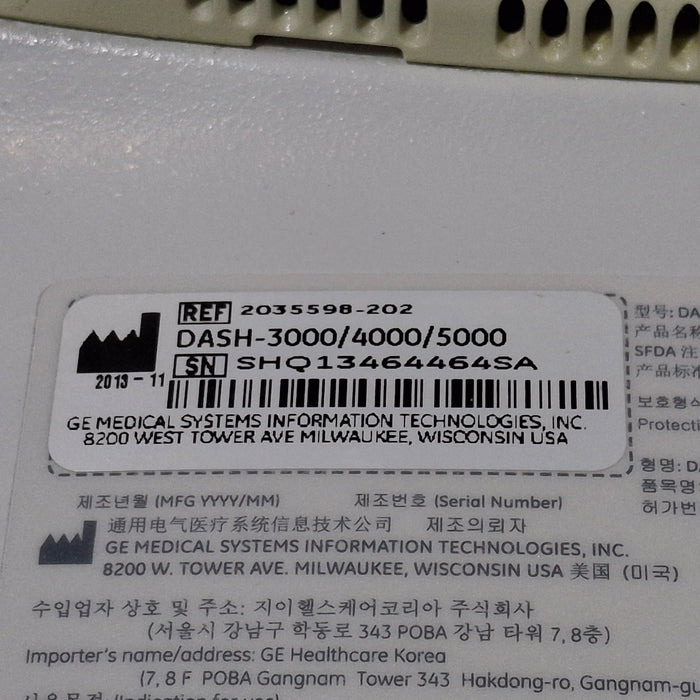 REF 2035598-202
DASH-3000/4000/5000
SN SHQ13464464SA
2013-11
GE MEDICAL SYSTEMS INFORMATION TECHNOLOGIES, INC.
8200 WEST TOWER AVE MILWAUKEE, WISCONSIN USA
型号: DA
产品名称
SFDA 注
产品标准
보호형식
Protecti
형명: D
품목명
허가번
제조년월 (MFG YYYY/MM) 제조번호 (Serial Number)
通用电气医疗系统信息技术公司 제조의뢰자
GE MEDICAL SYSTEMS INFORMATION TECHNOLOGIES, INC.
8200 W. TOWER AVE. MILWAUKEE, WISCONSIN USA 美国 (미국)
수입업자 상호 및 주소: 지이헬스케어코리아 주식회사
(서울시 강남구 학동로 343 POBA 강남 타워 7, 8층)
Importer's name/address: GE Healthcare Korea
(7, 8 F POBA Gangnam Tower 343 Hakdong-ro, Gangnam-gu
사용목적 (Indication for use)